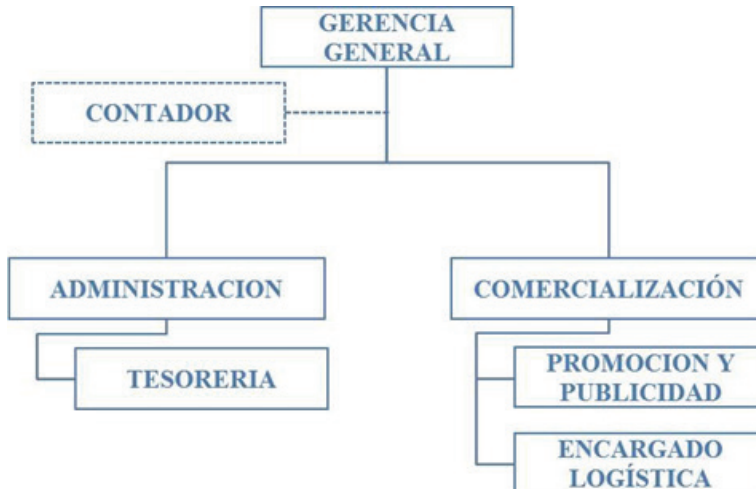 GERENCIA
GENERAL
CONTADOR
ADMINISTRACION
COMERCIALIZACIÓN
TESORERIA
PROMOCION Y
PUBLICIDAD
ENCARGADO
LOGÍSTICA